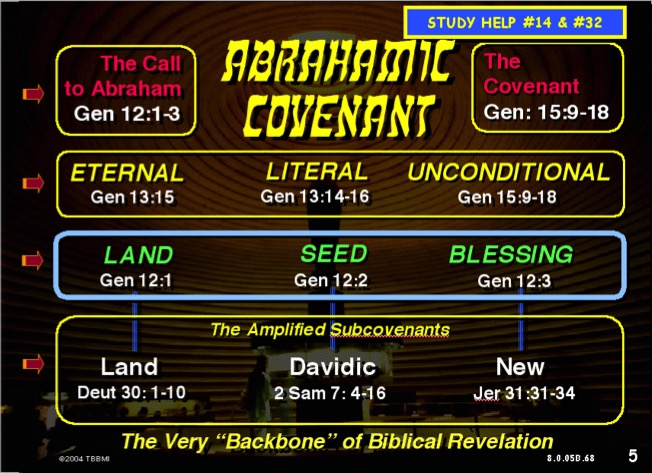 STUDY HELP #14 & #32
ABRAHAMIC
COVENANT
The Call
to Abraham
Gen 12:1-3
The
Covenant
Gen: 15:9-18
ETERNAL LITERAL UNCONDITIONAL
Gen 13:15 Gen 13:14-16 Gen 15:9-18
LAND SEED BLESSING
Gen 12:1 Gen 12:2 Gen 12:3
The Amplified Subcovenants
Land Davidic New
Deut 30: 1-10 2 Sam 7: 4-16 Jer 31:31-34
The Very “Backbone” of Biblical Revelation
©2004 TBBMI 8.0.05B.68 5